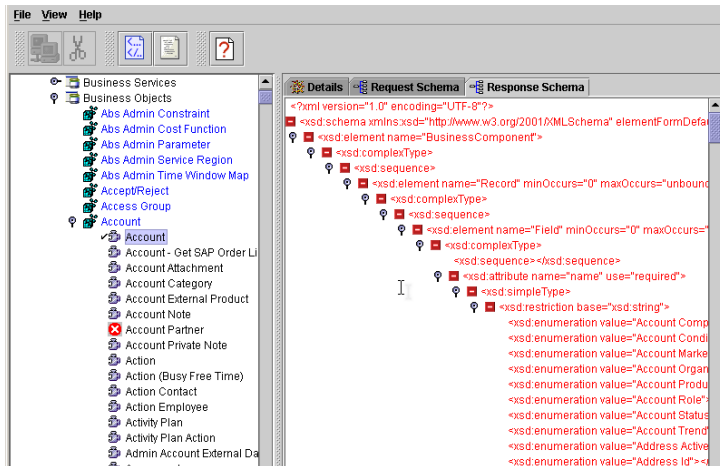 File View Help
Business Services
Business Objects
Abs Admin Constraint
Abs Admin Cost Function
Abs Admin Parameter
Abs Admin Service Region
Abs Admin Time Window Map
Accept/Reject
Access Group
Account
Account
Account - Get SAP Order Li
Account Attachment
Account Category
Account External Product
Account Note
Account Partner
Account Private Note
Action
Action (Busy Free Time)
Action Contact
Action Employee
Activity Plan
Activity Plan Action
Admin Account External Da
Details Request Schema Response Schema
<?xml version="1.0" encoding="UTF-8"?>
<xsd:schema xmlns:xsd="http://www.w3.org/2001/XMLSchema" elementFormDefa
<xsd:element name="BusinessComponent">
<xsd:complexType>
<xsd:sequence>
<xsd:element name="Record" minOccurs="0" maxOccurs="unbounc
<xsd:complexType>
<xsd:sequence>
<xsd:element name="Field" minOccurs="0" maxOccurs="
<xsd:complexType>
<xsd:sequence></xsd:sequence>
<xsd:attribute name="name" use="required">
<xsd:simpleType>
<xsd:restriction base="xsd:string">
<xsd:enumeration value="Account Comp
<xsd:enumeration value="Account Condi
<xsd:enumeration value="Account Marke
<xsd:enumeration value="Account Organ
<xsd:enumeration value="Account Produ
<xsd:enumeration value="Account Role">
<xsd:enumeration value="Account Status
<xsd:enumeration value="Account Trend"
<xsd:enumeration value="Address Active
<xsd:enumeration value="Address Id"><